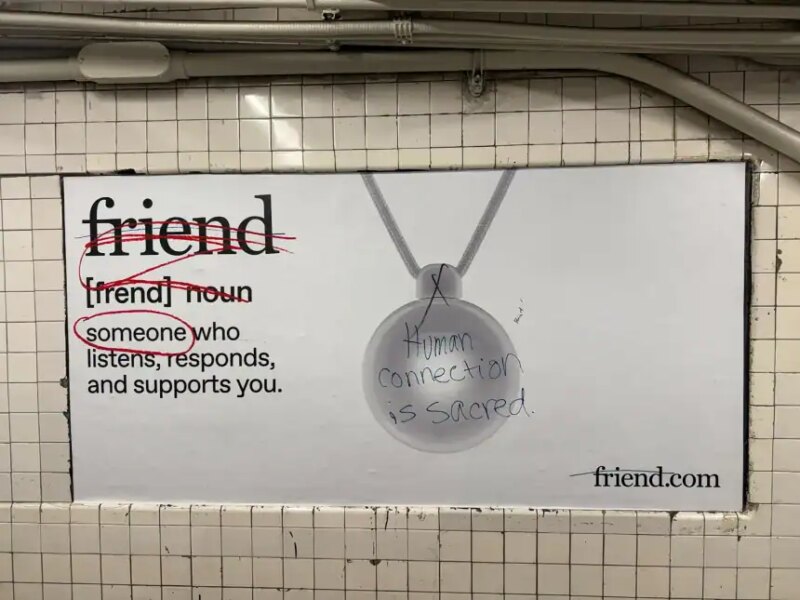 friend
[frend] noun
someone who
listens, responds,
and supports you.
Human
connection
is sacred.
friend.com